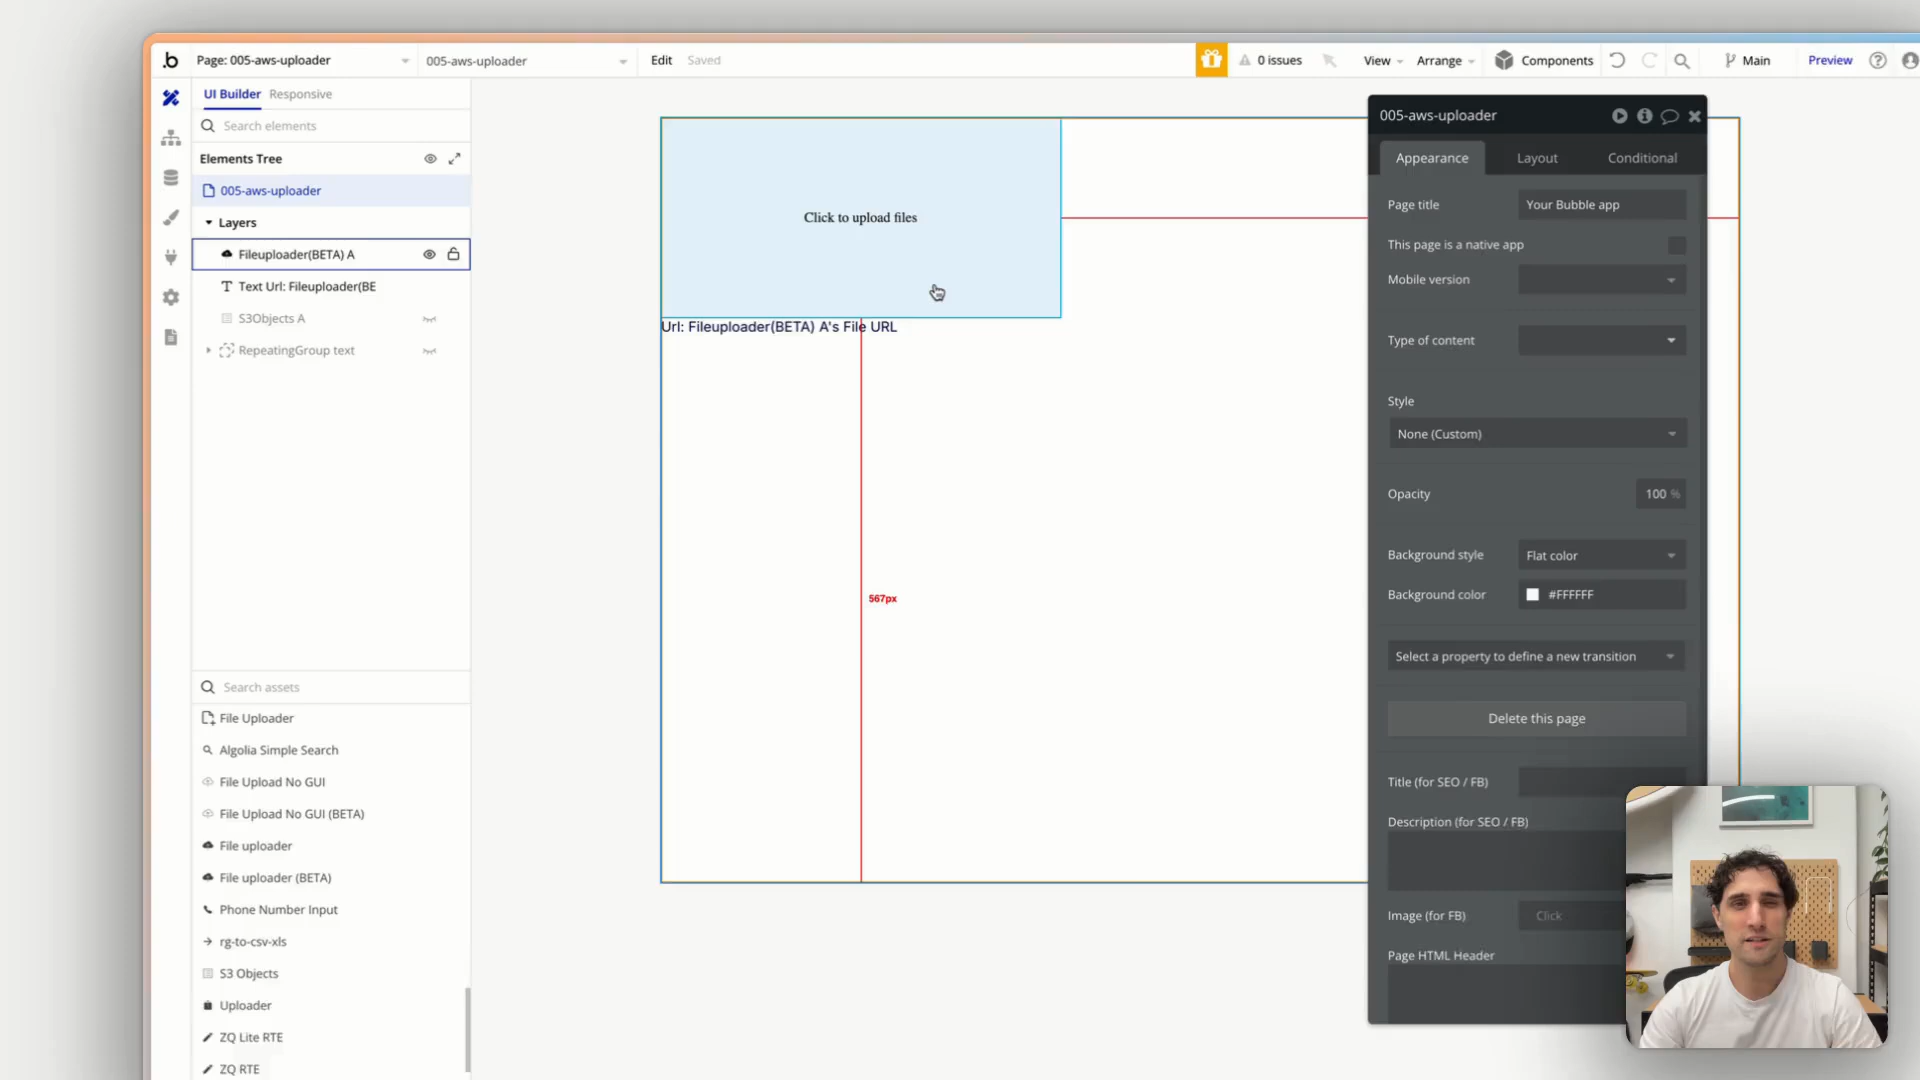 .b
Page: 005-aws-uploader
005-aws-uploader
Edit
Saved
0 issues
View
Arrange
Components
Main
Preview
UI Builder
Responsive
Search elements
Elements Tree
005-aws-uploader
Layers
Fileuploader(BETA) A
Text Url: Fileuploader(BE
S3Objects A
RepeatingGroup text
Search assets
File Uploader
Algolia Simple Search
File Upload No GUI
File Upload No GUI (BETA)
File uploader
File uploader (BETA)
Phone Number Input
rg-to-csv-xls
S3 Objects
Uploader
ZQ Lite RTE
ZQ RTE
Click to upload files
Url: Fileuploader(BETA) A's File URL
567px
005-aws-uploader
Appearance
Layout
Conditional
Page title
Your Bubble app
This page is a native app
Mobile version
Type of content
Style
None (Custom)
Opacity
100 %
Background style
Flat color
Background color
#FFFFFF
Select a property to define a new transition
Delete this page
Title (for SEO / FB)
Description (for SEO / FB)
Image (for FB)
Click
Page HTML Header